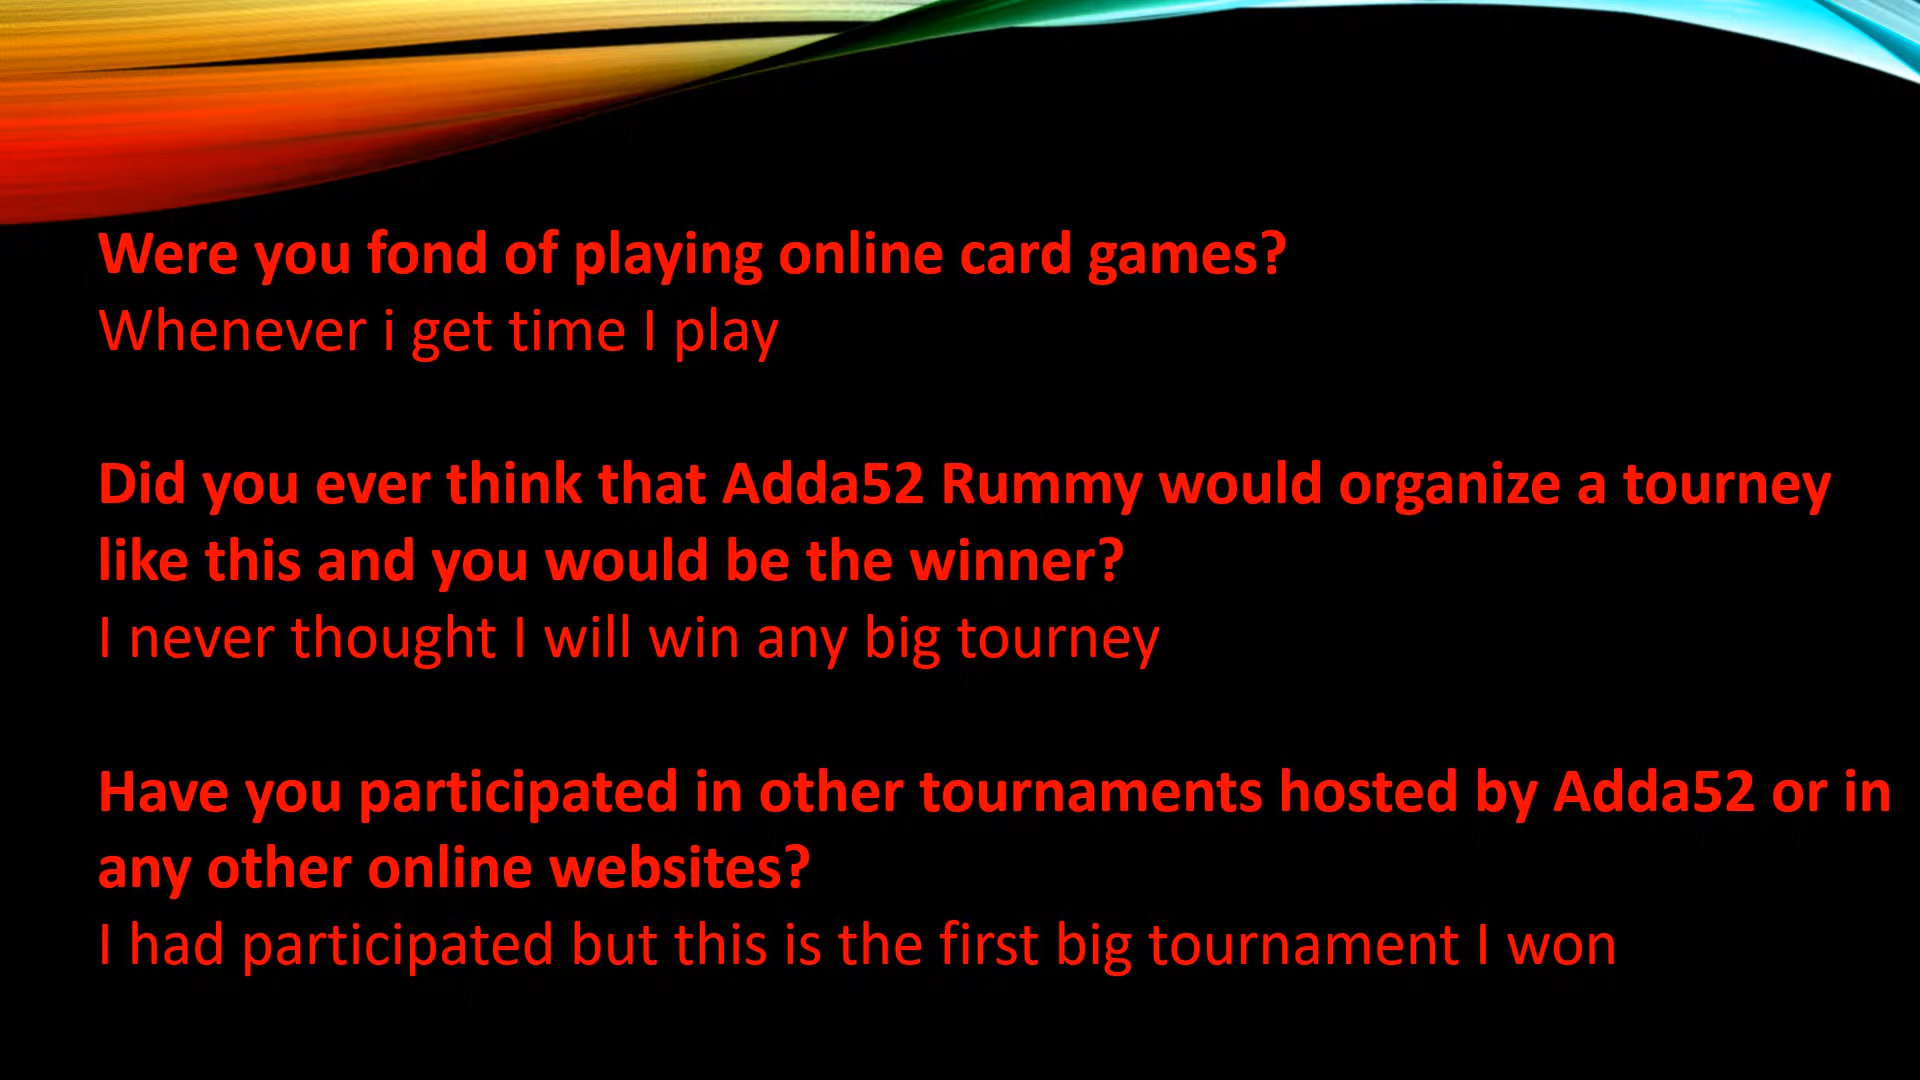 Were you fond of playing online card games?
Whenever i get time I play
Did you ever think that Adda52 Rummy would organize a tourney
like this and you would be the winner?
I never thought I will win any big tourney
Have you participated in other tournaments hosted by Adda52 or in
any other online websites?
I had participated but this is the first big tournament I won